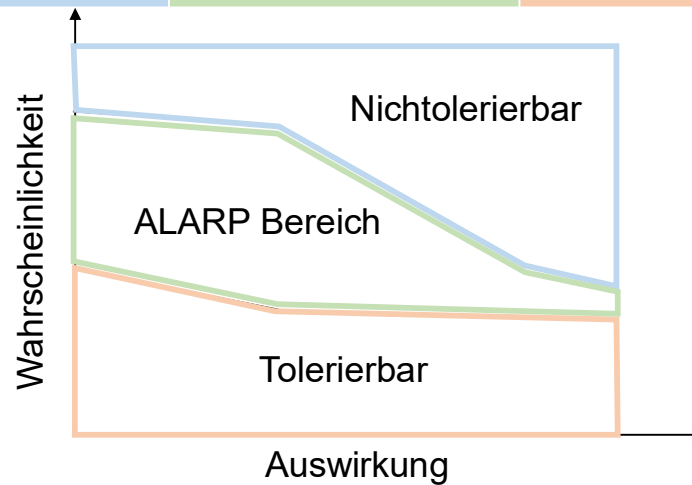 Nichtolerierbar
Wahrscheinlichkeit
ALARP Bereich
Tolerierbar
Auswirkung